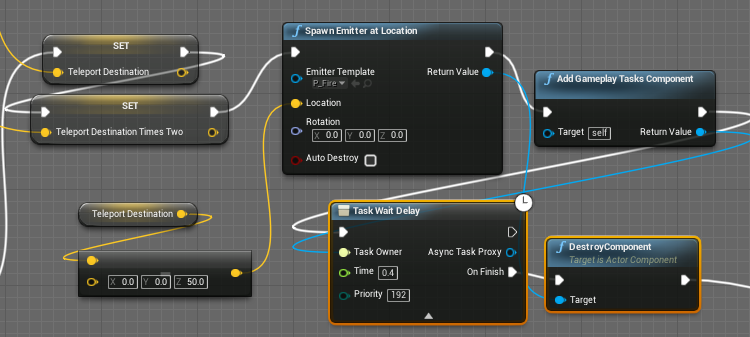 SET
Teleport Destination
SET
Teleport Destination Times Two
Teleport Destination
X 0.0 Y 0.0 Z 50.0
Spawn Emitter at Location
Emitter Template
P_Fire
Return Value
Location
Rotation
X 0.0 Y 0.0 Z 0.0
Auto Destroy
Add Gameplay Tasks Component
Target self
Return Value
Task Wait Delay
Task Owner
Async Task Proxy
Time 0.4
On Finish
Priority 192
DestroyComponent
Target is Actor Component
Target